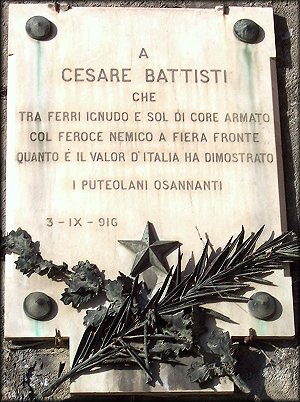 A
CESARE BATTISTI
CHE
TRA FERRI IGNUDO E SOL DI CORE ARMATO
COL FEROCE NEMICO A FIERA FRONTE
QUANTO É IL VALOR D'ITALIA HA DIMOSTRATO
I PUTEOLANI OSANNANTI
3-IX-916